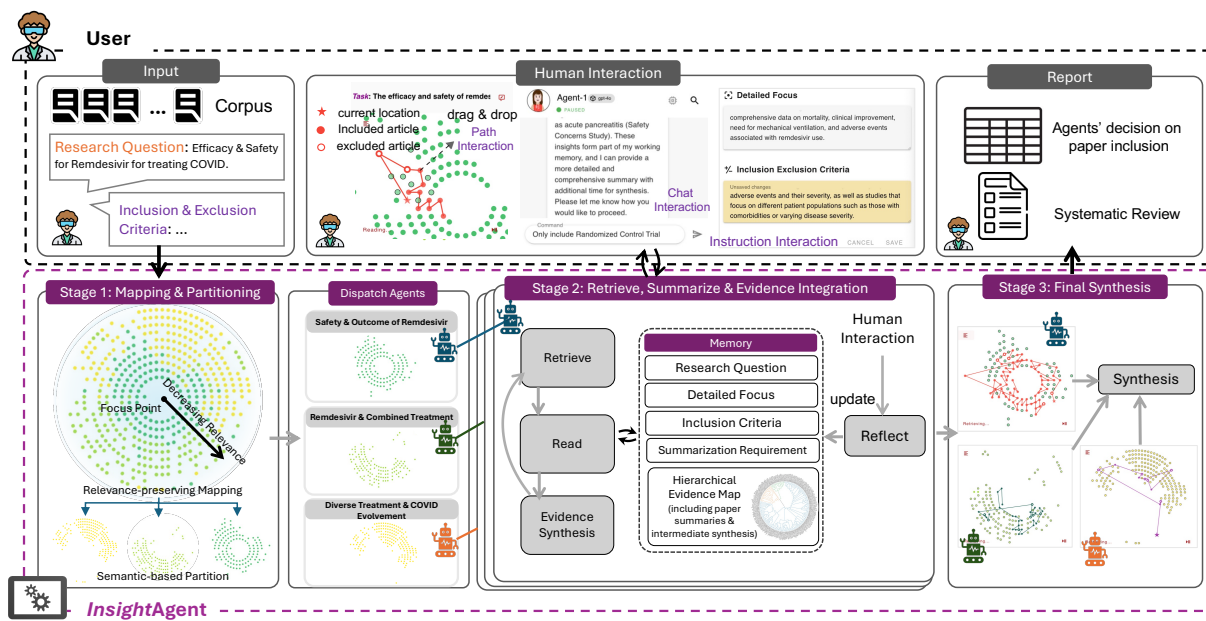 User
Input
... Corpus
Research Question: Efficacy & Safety
for Remdesivir for treating COVID.
Inclusion & Exclusion
Criteria: ...
Human Interaction
Task: The efficacy and safety of remdes
current location
Included article
excluded article
drag & drop
Path
Interaction
Reading...
Agent-1
gpt-4o
PAUSED
as acute pancreatitis (Safety
Concerns Study). These
insights form part of my working
memory, and I can provide a
more detailed and
comprehensive summary with
additional time for synthesis.
Please let me know how you
would like to proceed.
Chat
Interaction
Command
Only include Randomized Control Trial
Detailed Focus
comprehensive data on mortality, clinical improvement,
need for mechanical ventilation, and adverse events
associated with remdesivir use.
Inclusion Exclusion Criteria
Unsaved changes
adverse events and their severity, as well as studies that
focus on different patient populations such as those with
comorbidities or varying disease severity.
Instruction Interaction
CANCEL SAVE
Report
Agents' decision on
paper inclusion
Systematic Review
Stage 1: Mapping & Partitioning
Focus Point
Decreasing Relevance
Relevance-preserving Mapping
Semantic-based Partition
Dispatch Agents
Safety & Outcome of Remdesivir
Remdesivir & Combined Treatment
Diverse Treatment & COVID
Evolvement
Stage 2: Retrieve, Summarize & Evidence Integration
Retrieve
Read
Evidence
Synthesis
Memory
Research Question
Detailed Focus
Inclusion Criteria
Summarization Requirement
Hierarchical
Evidence Map
(including paper
summaries &
intermediate synthesis)
Human
Interaction
update
Reflect
Stage 3: Final Synthesis
Retrieving...
Synthesis
InsightAgent